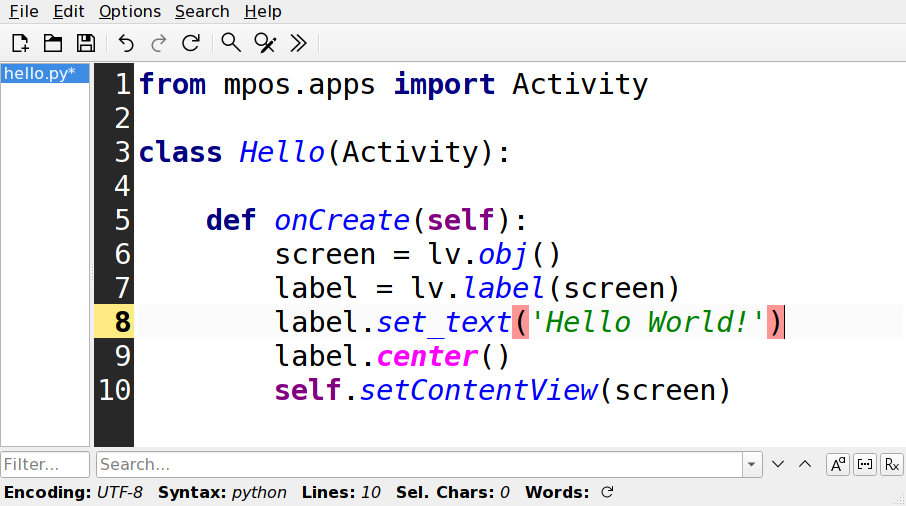 File Edit Options Search Help
hello.py*
1 from mpos.apps import Activity
2
3 class Hello(Activity):
4
5     def onCreate(self):
6         screen = lv.obj()
7         label = lv.label(screen)
8         label.set_text('Hello World!')
9         label.center()
10         self.setContentView(screen)
Filter... Search... Aª [··] Rx
Encoding: UTF-8 Syntax: python Lines: 10 Sel. Chars: 0 Words: